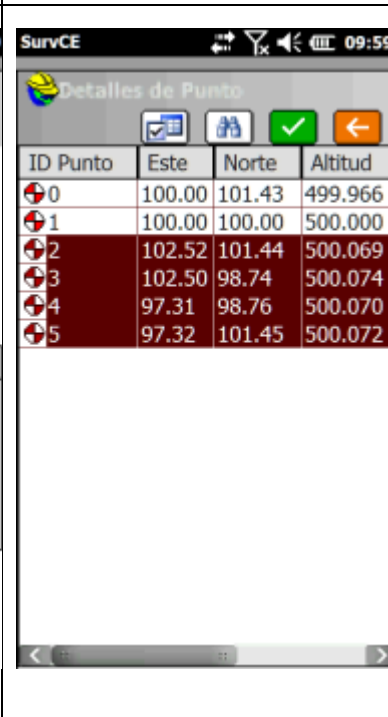 SurvCE 09:59
Detalles de Punto
ID Punto Este Norte Altitud
0 100.00 101.43 499.966
1 100.00 100.00 500.000
2 102.52 101.44 500.069
3 102.50 98.74 500.074
4 97.31 98.76 500.070
5 97.32 101.45 500.072